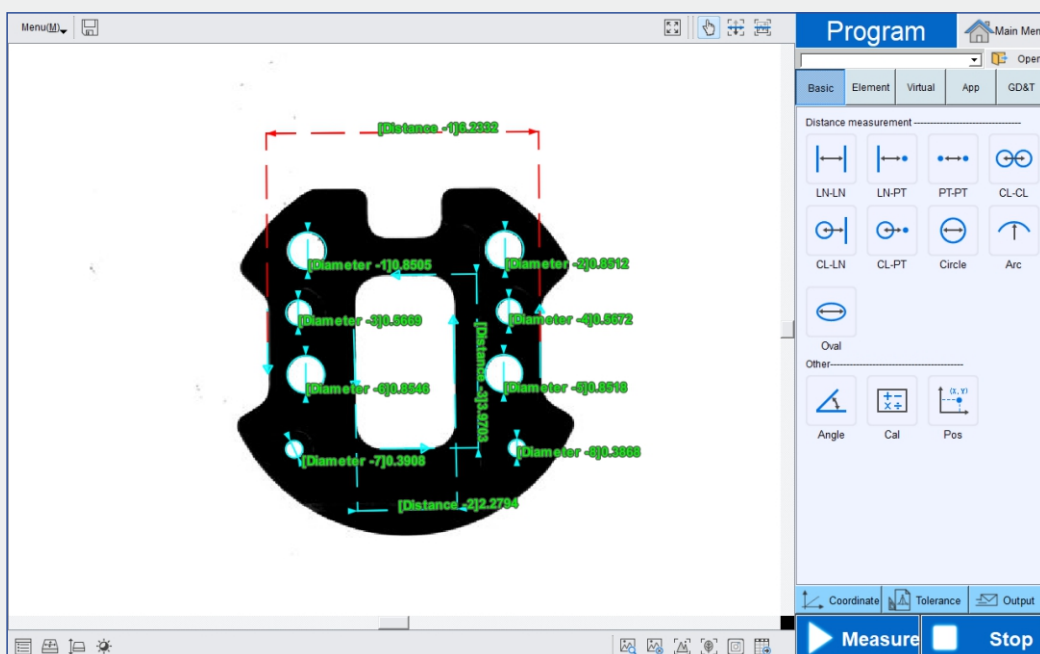 Menu(M)
Program
Main Men
Open
Basic
Element
Virtual
App
GD&T
Distance measurement
LN-LN
LN-PT
PT-PT
CL-CL
CL-LN
CL-PT
Circle
Arc
Oval
Other
(X, Y)
Angle
Cal
Pos
[Distance -1]6.2332
[Diameter -1]0.8505
[Diameter -2]0.8512
[Diameter -3]0.5669
[Diameter -4]0.5672
[Distance -3]3.9703
[Diameter -6]0.8546
[Diameter -5]0.8518
[Diameter -7]0.3908
[Diameter -8]0.3868
[Distance -2]2.2794
Coordinate
Tolerance
Output
Measure
Stop